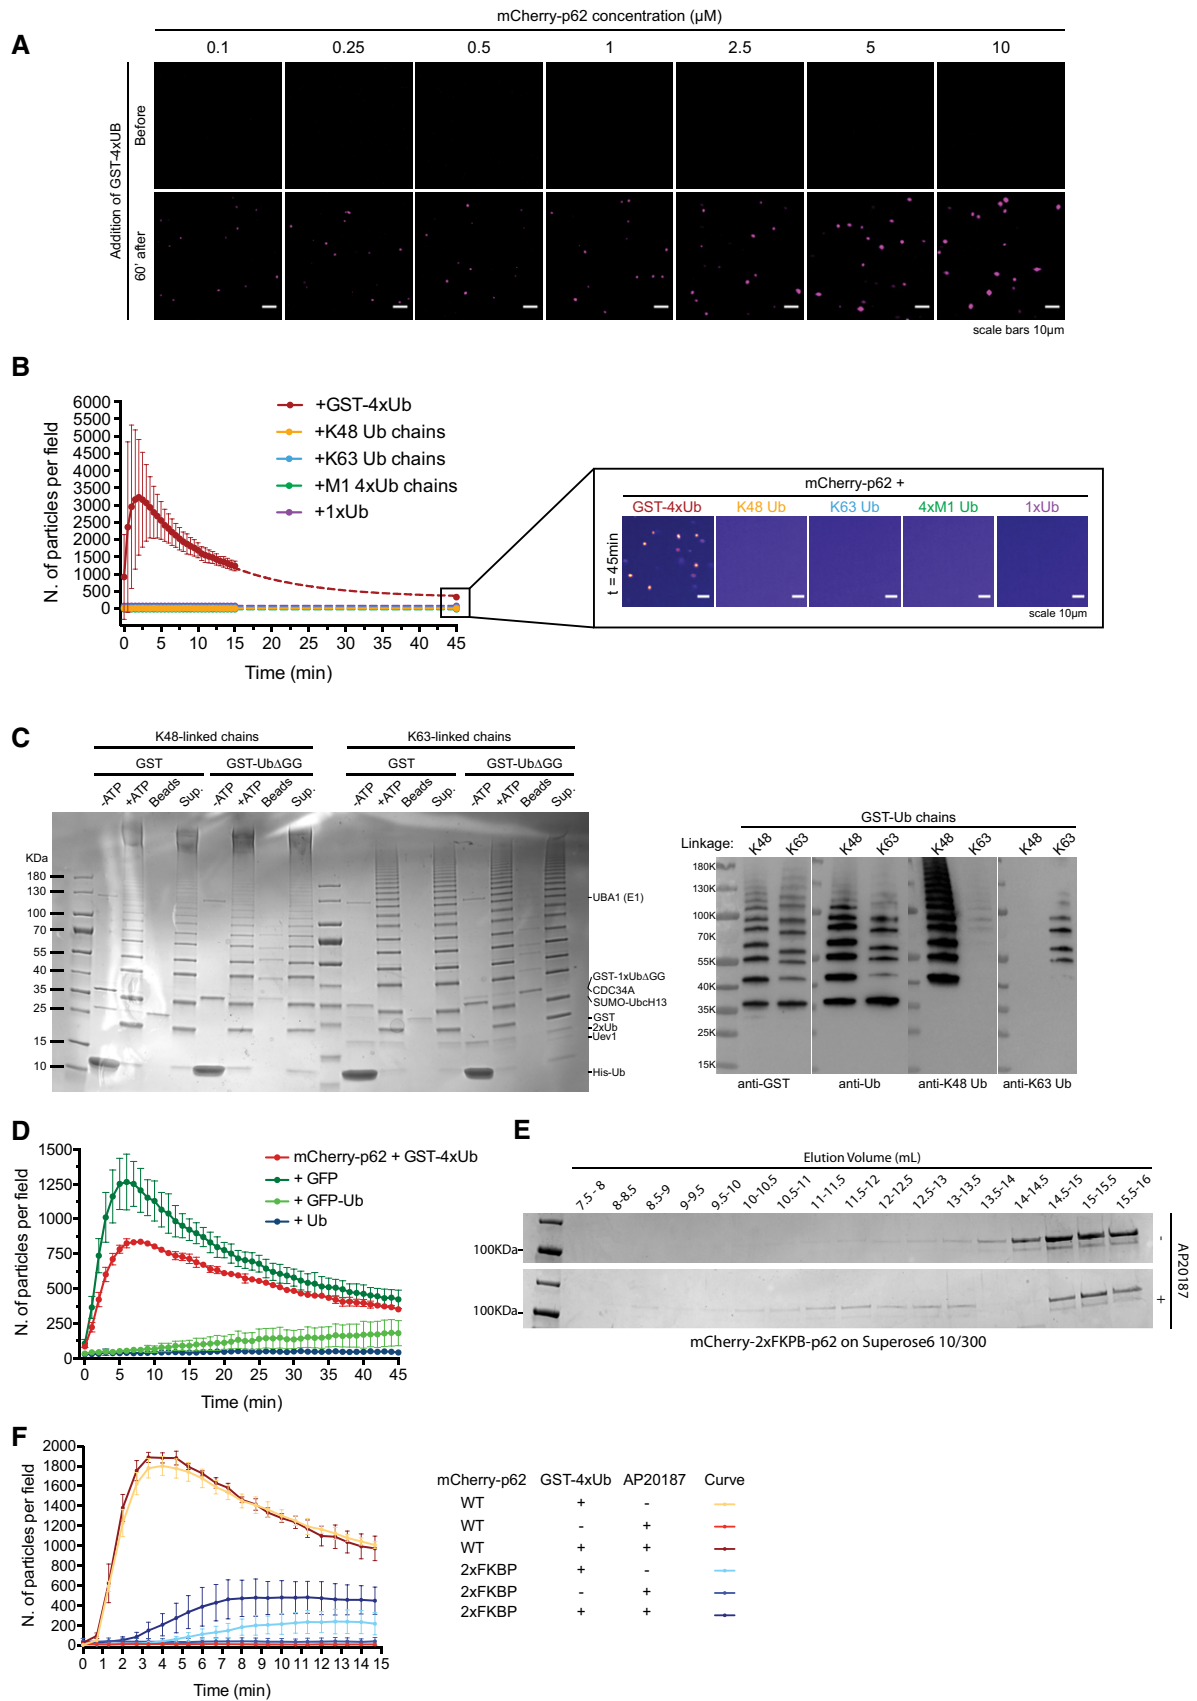 mCherry-p62 concentration (µM)
A
0.1 0.25 0.5 1 2.5 5 10
Addition of GST-4xUB
Before
60' after
scale bars 10µm
B
N. of particles per field
6000
5500
5000
4500
4000
3500
3000
2500
2000
1500
1000
500
0
0 5 10 15 20 25 30 35 40 45
Time (min)
+GST-4xUb
+K48 Ub chains
+K63 Ub chains
+M1 4xUb chains
+1xUb
mCherry-p62 +
GST-4xUb K48 Ub K63 Ub 4xM1 Ub 1xUb
t = 45min
scale 10µm
C
K48-linked chains K63-linked chains
GST GST-UbΔGG GST GST-UbΔGG
-ATP +ATP Beads Sup. -ATP +ATP Beads Sup. -ATP +ATP Beads Sup. -ATP +ATP Beads Sup.
KDa
180
130
100
70
55
40
35
25
15
10
UBA1 (E1)
GST-1xUbΔGG
CDC34A
SUMO-UbcH13
GST
2xUb
Uev1
His-Ub
GST-Ub chains
Linkage: K48 K63 K48 K63 K48 K63 K48 K63
180K
130K
100K
70K
55K
40K
35K
25K
15K
anti-GST anti-Ub anti-K48 Ub anti-K63 Ub
D
N. of particles per field
1500
1250
1000
750
500
250
0
0 5 10 15 20 25 30 35 40 45
Time (min)
mCherry-p62 + GST-4xUb
+ GFP
+ GFP-Ub
+ Ub
E
Elution Volume (mL)
7.5-8 8-8.5 8.5-9 9-9.5 9.5-10 10-10.5 10.5-11 11-11.5 11.5-12 12-12.5 12.5-13 13-13.5 13.5-14 14-14.5 14.5-15 15-15.5 15.5-16
100KDa
-
100KDa
+
AP20187
mCherry-2xFKPB-p62 on Superose6 10/300
F
N. of particles per field
2000
1800
1600
1400
1200
1000
800
600
400
200
0
0 1 2 3 4 5 6 7 8 9 10 11 12 13 14 15
Time (min)
mCherry-p62 GST-4xUb AP20187 Curve
WT + -
WT - +
WT + +
2xFKBP + -
2xFKBP - +
2xFKBP + +